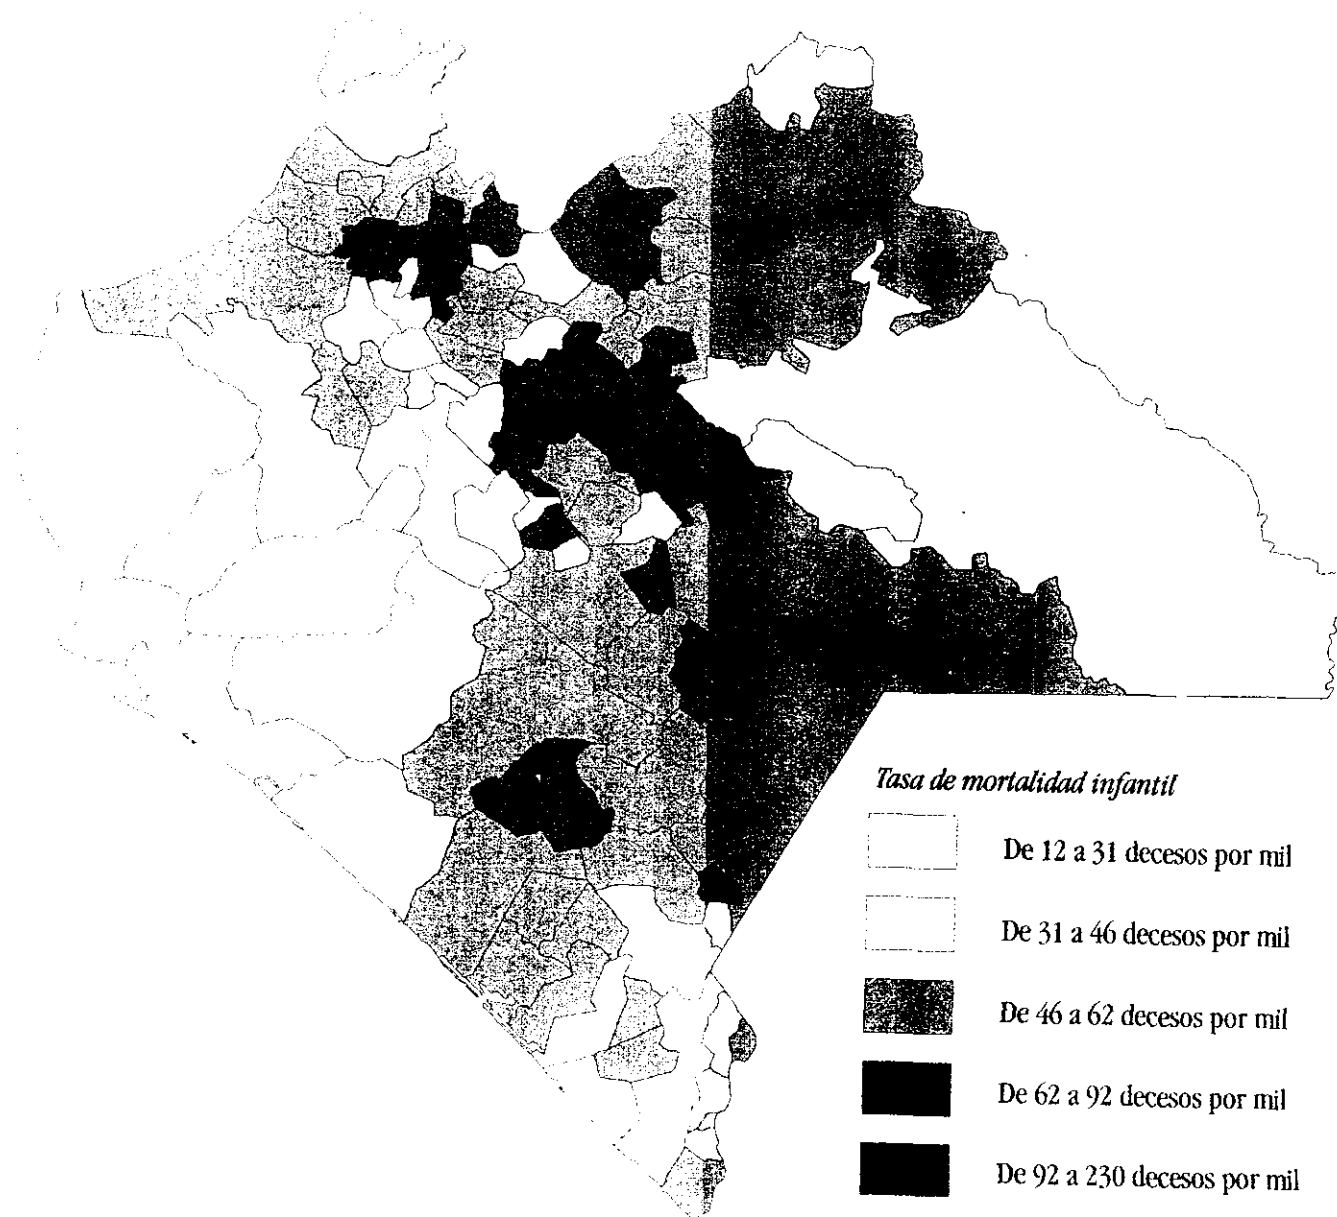 Tasa de mortalidad infantil
De 12 a 31 decesos por mil
De 31 a 46 decesos por mil
De 46 a 62 decesos por mil
De 62 a 92 decesos por mil
De 92 a 230 decesos por mil